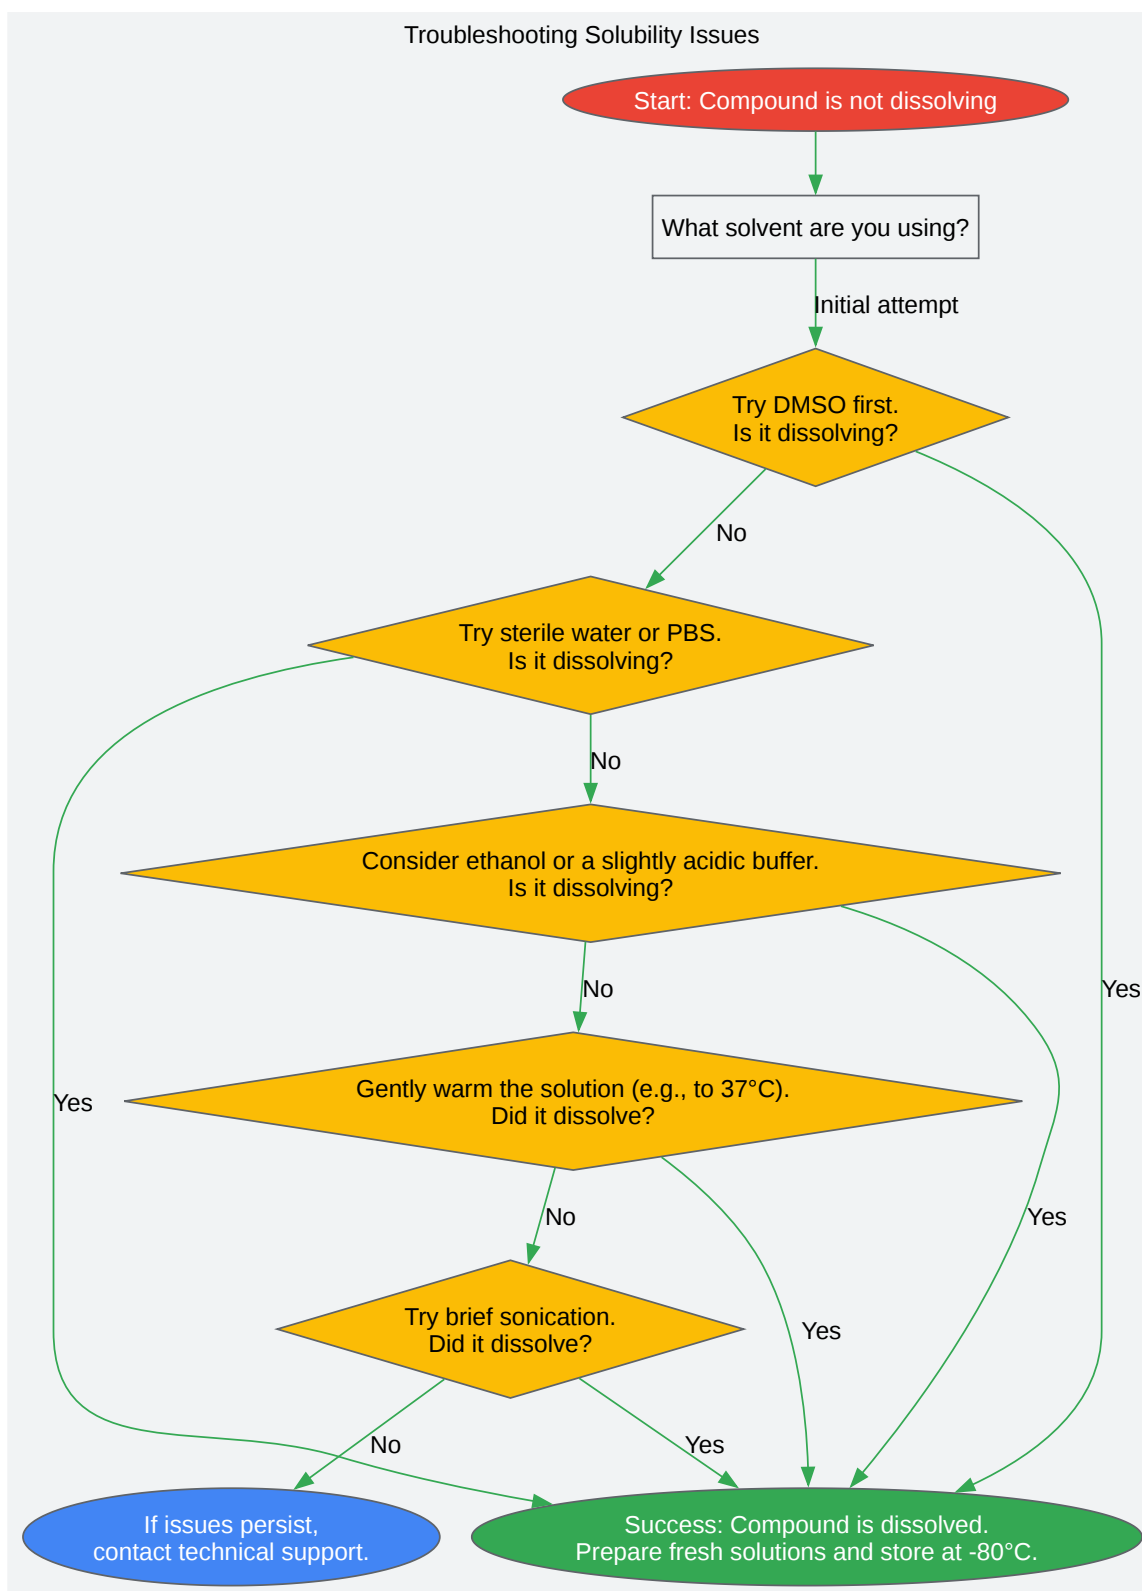 Troubleshooting Solubility Issues
Start: Compound is not dissolving
What solvent are you using?
Initial attempt
Try DMSO first.
Is it dissolving?
No
Try sterile water or PBS.
Is it dissolving?
No
Consider ethanol or a slightly acidic buffer.
Is it dissolving?
No
Yes
Gently warm the solution (e.g., to 37°C).
Did it dissolve?
Yes
No
Yes
Try brief sonication.
Did it dissolve?
Yes
No
Yes
If issues persist,
contact technical support.
Success: Compound is dissolved.
Prepare fresh solutions and store at -80°C.